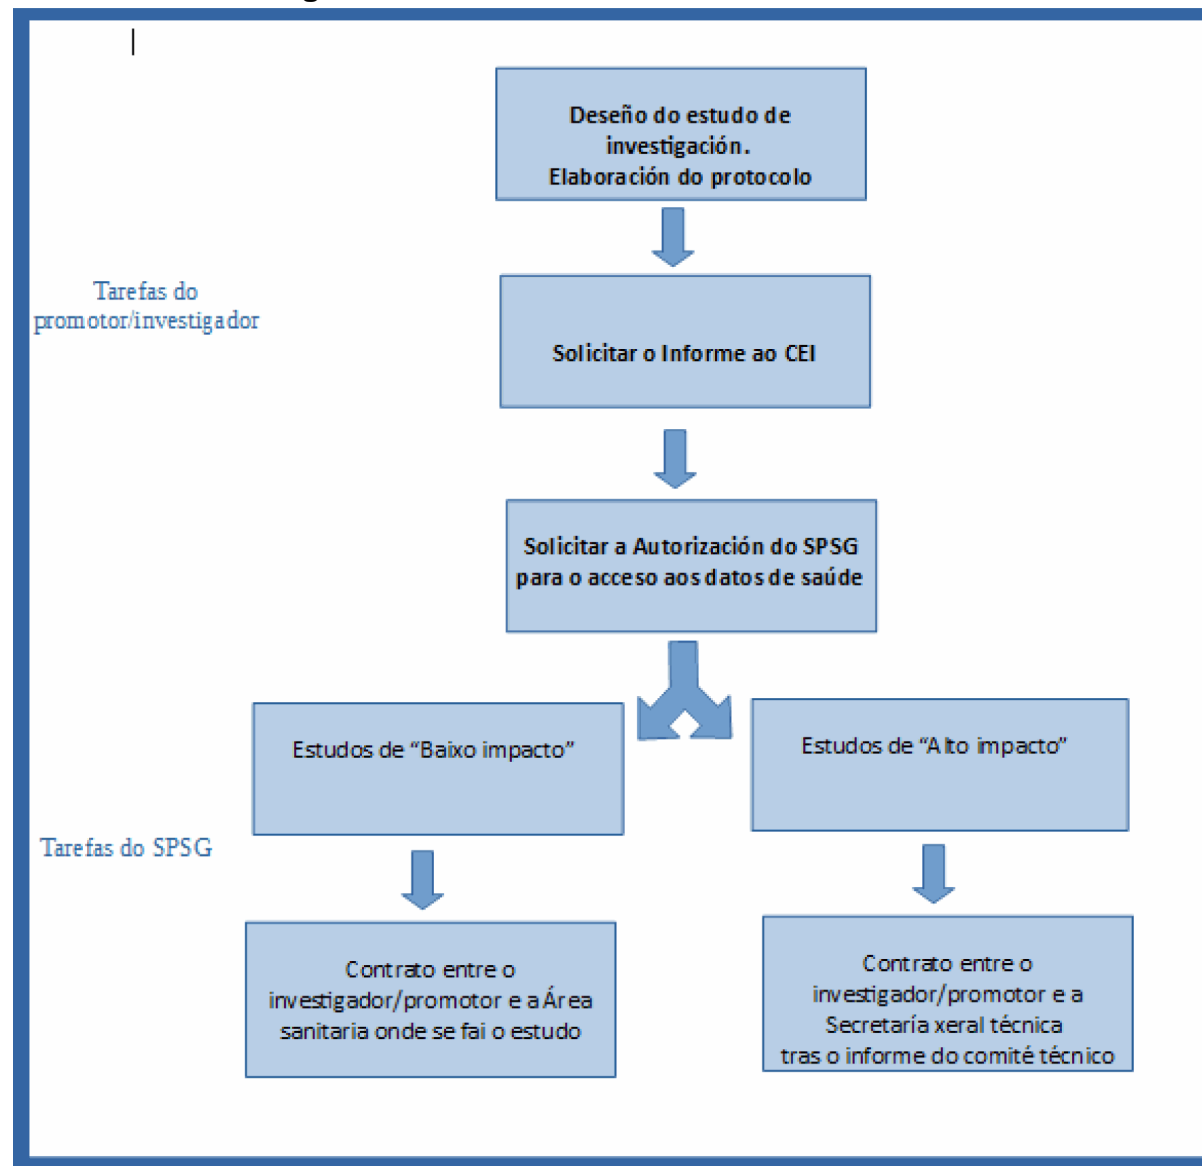 Deseño do estudo de
investigación.
Elaboración do protocolo
Tarefas do
promotor/investigador
Solicitar o Informe ao CEI
Solicitar a Autorización do SPSG
para o acceso aos datos de saúde
Estudos de “Baixo impacto”
Estudos de “Alto impacto”
Tarefas do SPSG
Contrato entre o
investigador/promotor e a Área
sanitaria onde se fai o estudo
Contrato entre o
investigador/promotor e a
Secretaría xeral técnica
tras o informe do comité técnico